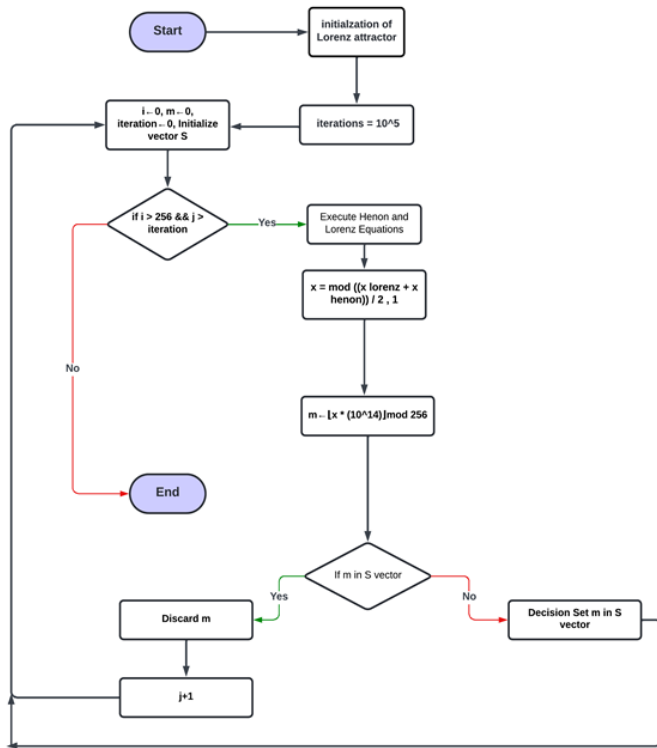 Start
initialzation of
Lorenz attractor
i←0, m←0,
iteration←0, Initialize
vector S
iterations = 10^5
if i > 256 && j >
iteration
Yes
Execute Henon and
Lorenz Equations
x = mod ((x lorenz + x
henon)) / 2 , 1
No
m←⌊x * (10^14)⌋mod 256
End
If m in S vector
Yes
No
Discard m
Decision Set m in S
vector
j+1